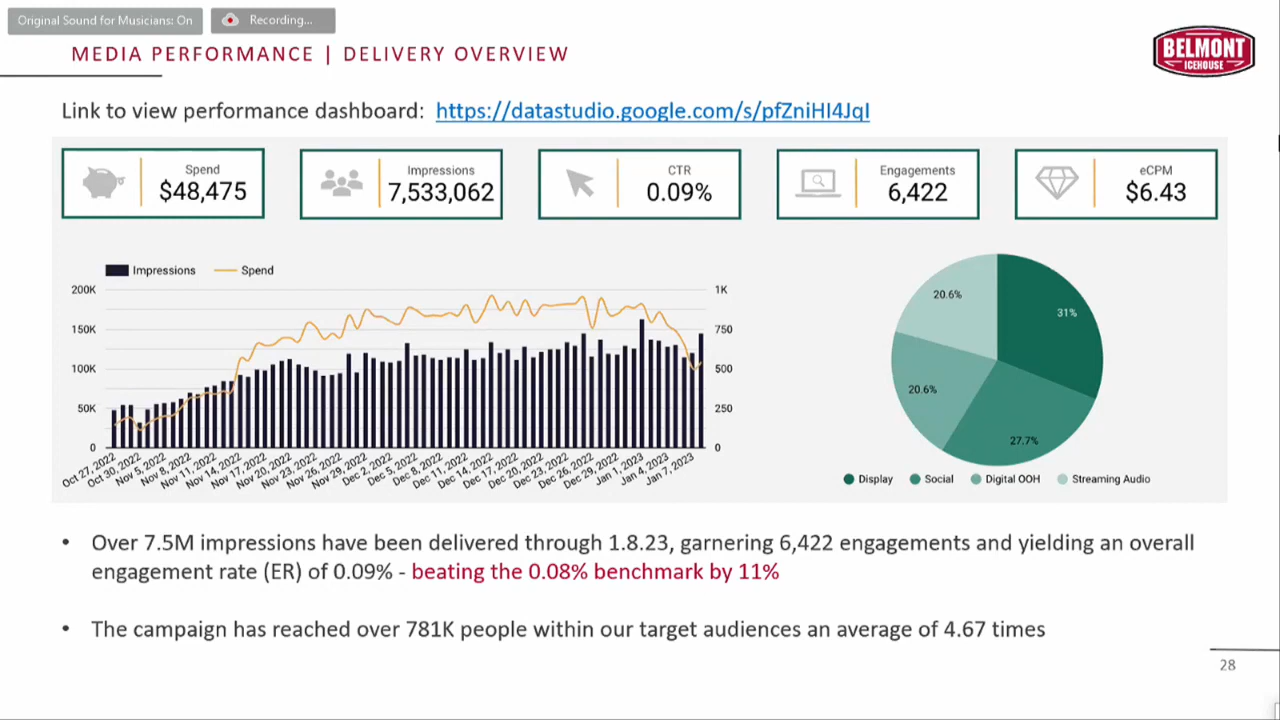 Original Sound for Musicians: On
Recording...
MEDIA PERFORMANCE | DELIVERY OVERVIEW
BELMONT
ICEHOUSE
Link to view performance dashboard: https://datastudio.google.com/s/pfZniHI4JqI
Spend
$48,475
Impressions
7,533,062
CTR
0.09%
Engagements
6,422
eCPM
$6.43
Impressions
Spend
200K
150K
100K
50K
0
1K
750
500
250
0
Oct 27, 2022
Oct 30, 2022
Nov 5, 2022
Nov 8, 2022
Nov 11, 2022
Nov 14, 2022
Nov 17, 2022
Nov 20, 2022
Nov 23, 2022
Nov 26, 2022
Nov 29, 2022
Dec 2, 2022
Dec 5, 2022
Dec 8, 2022
Dec 11, 2022
Dec 14, 2022
Dec 17, 2022
Dec 20, 2022
Dec 23, 2022
Dec 26, 2022
Dec 29, 2022
Jan 1, 2023
Jan 4, 2023
Jan 7, 2023
20.6%
31%
20.6%
27.7%
Display
Social
Digital OOH
Streaming Audio
• Over 7.5M impressions have been delivered through 1.8.23, garnering 6,422 engagements and yielding an overall
engagement rate (ER) of 0.09% - beating the 0.08% benchmark by 11%
• The campaign has reached over 781K people within our target audiences an average of 4.67 times
28